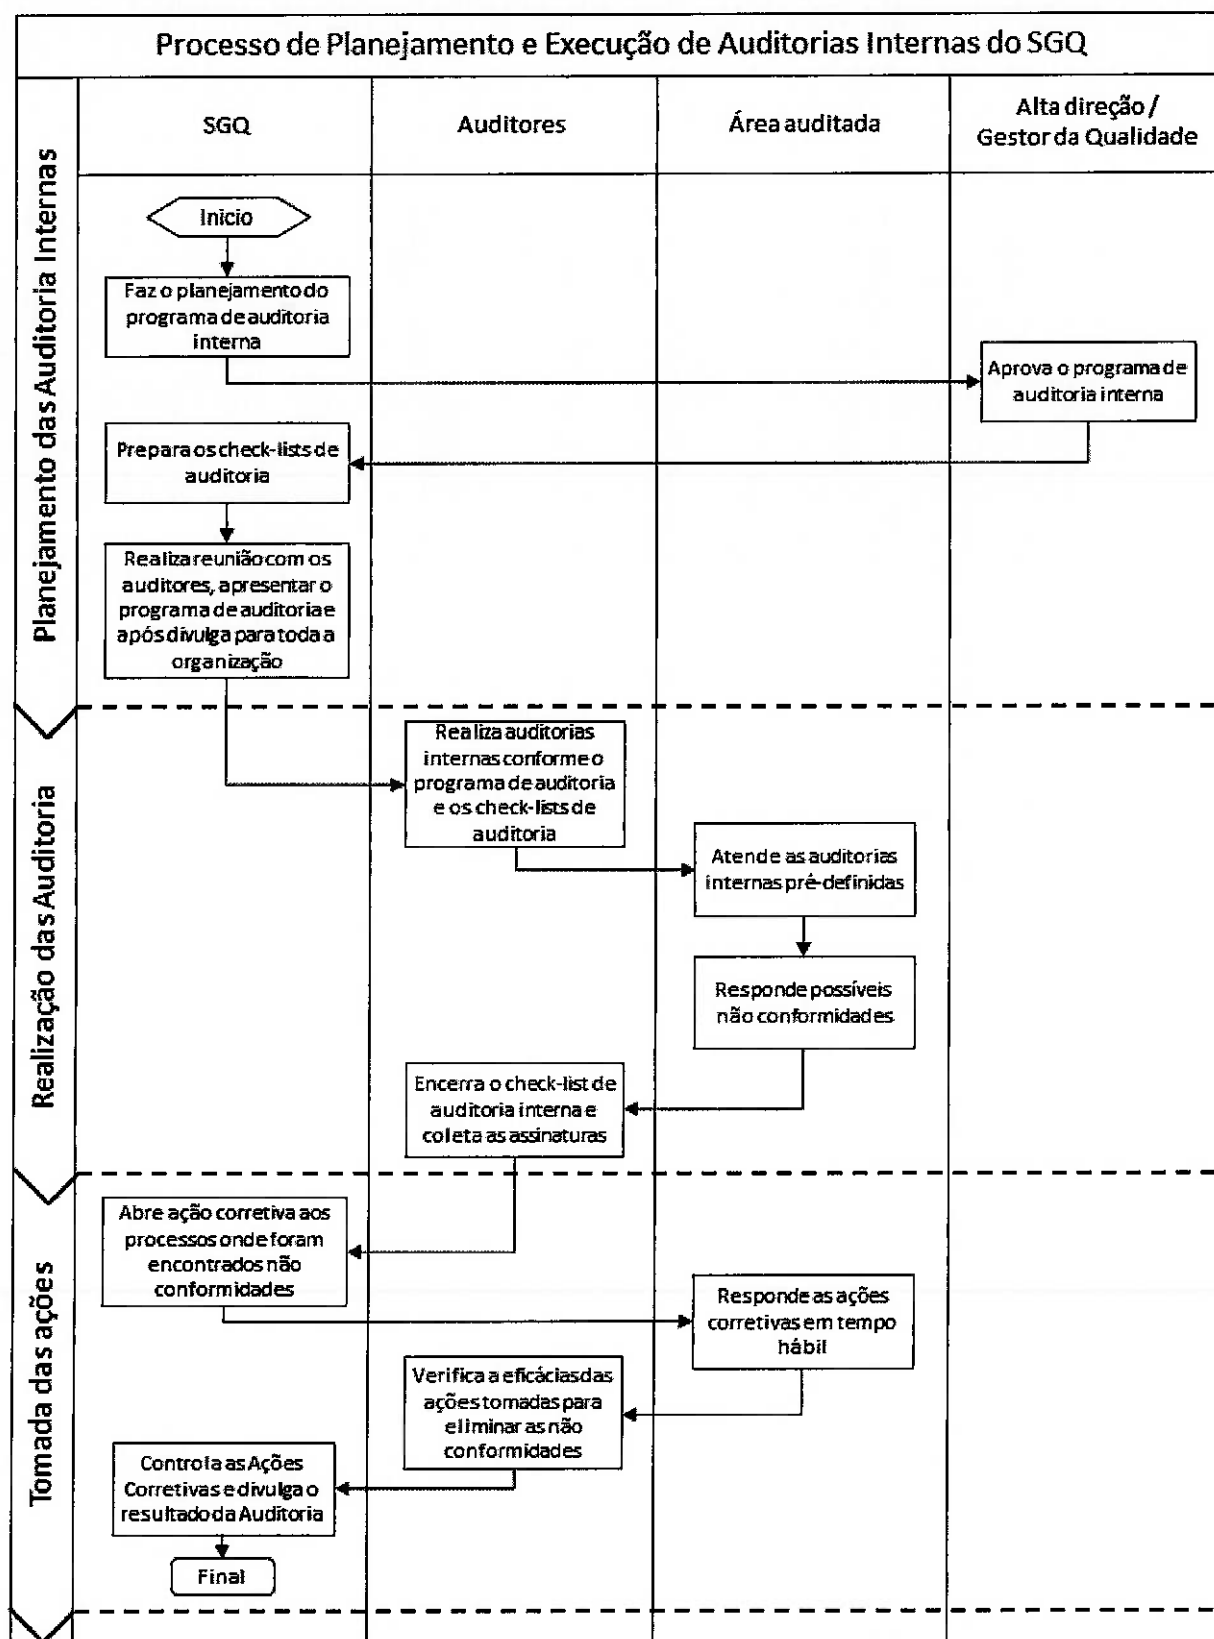 Processo de Planejamento e Execução de Auditorias Internas do SGQ
SGQ
Auditores
Área auditada
Alta direção /
Gestor da Qualidade
Planejamento das Auditoria Internas
Inicio
Faz o planejamento do
programa de auditoria
interna
Aprova o programa de
auditoria interna
Prepara os check-lists de
auditoria
Realiza reunião com os
auditores, apresentar o
programa de auditoria e
após divulga para toda a
organização
Realização das Auditoria
Realiza auditorias
internas conforme o
programa de auditoria
e os check-lists de
auditoria
Atende as auditorias
internas pré-definidas
Responde possíveis
não conformidades
Encerra o check-list de
auditoria interna e
coleta as assinaturas
Tomada das ações
Abre ação corretiva aos
processos onde foram
encontrados não
conformidades
Responde as ações
corretivas em tempo
hábil
Verifica a eficácias das
ações tomadas para
eliminar as não
conformidades
Controla as Ações
Corretivas e divulga o
resultado da Auditoria
Final